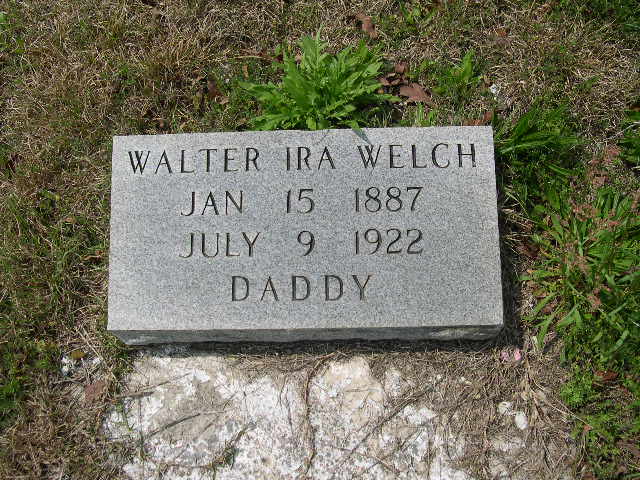 WALTER IRA WELCH
JAN 15 1887
JULY 9 1922
DADDY